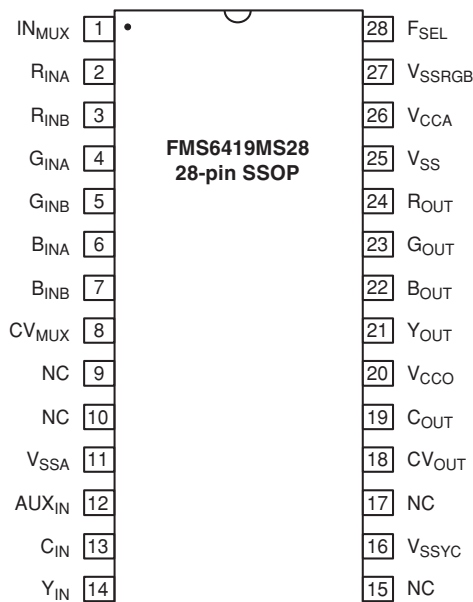 IN_MUX 1
R_INA 2
R_INB 3
G_INA 4
G_INB 5
B_INA 6
B_INB 7
CV_MUX 8
NC 9
NC 10
V_SSA 11
AUX_IN 12
C_IN 13
Y_IN 14
FMS6419MS28
28-pin SSOP
28 F_SEL
27 V_SSRGB
26 V_CCA
25 V_SS
24 R_OUT
23 G_OUT
22 B_OUT
21 Y_OUT
20 V_CCO
19 C_OUT
18 CV_OUT
17 NC
16 V_SSYC
15 NC